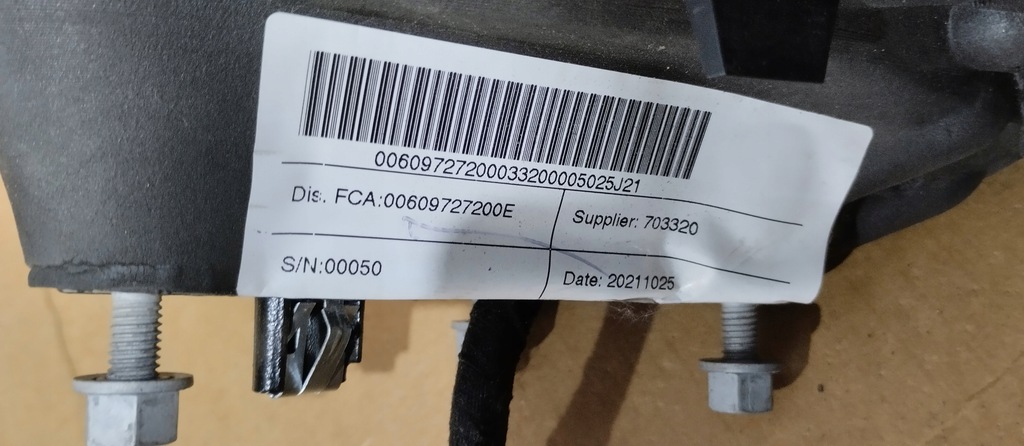 00609727200033200005025J21
Dis. FCA:00609727200E
Supplier: 703320
S/N:00050
Date: 20211025